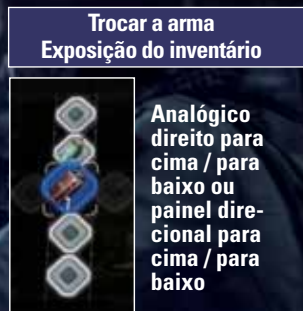 Trocar a arma
Exposição do inventário
Analógico
direito para
cima / para
baixo ou
painel dire-
cional para
cima / para
baixo